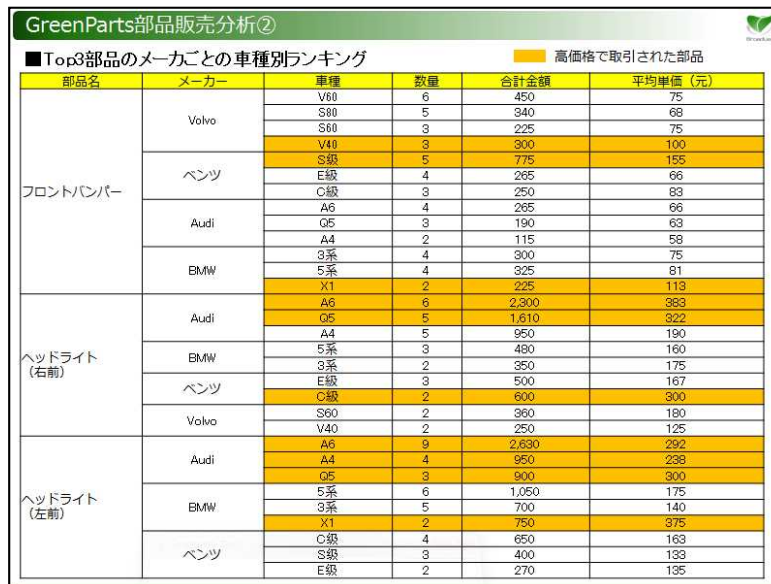 GreenParts部品販売分析②
■Top3部品のメーカごとの車種別ランキング
高価格で取引された部品
部品名 メーカー 車種 数量 合計金額 平均単価（元）
フロントバンパー Volvo V60 6 450 75
S80 5 340 68
S60 3 225 75
V40 3 300 100
ベンツ S級 5 775 155
E級 4 265 66
C級 3 250 83
Audi A6 4 265 66
Q5 3 190 63
A4 2 115 58
BMW 3系 4 300 75
5系 4 325 81
X1 2 225 113
ヘッドライト（右前） Audi A6 6 2,300 383
Q5 5 1,610 322
A4 5 950 190
BMW 5系 3 480 160
3系 2 350 175
ベンツ E級 3 500 167
C級 2 600 300
Volvo S60 2 360 180
V40 2 250 125
ヘッドライト（左前） Audi A6 9 2,630 292
A4 4 950 238
Q5 3 900 300
BMW 5系 6 1,050 175
3系 5 700 140
X1 2 750 375
ベンツ C級 4 650 163
S級 3 400 133
E級 2 270 135